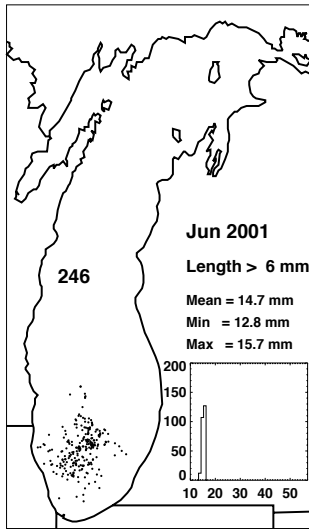 Jun 2001
Length > 6 mm
246
Mean = 14.7 mm
Min = 12.8 mm
Max = 15.7 mm
200
150
100
50
0
10 20 30 40 50